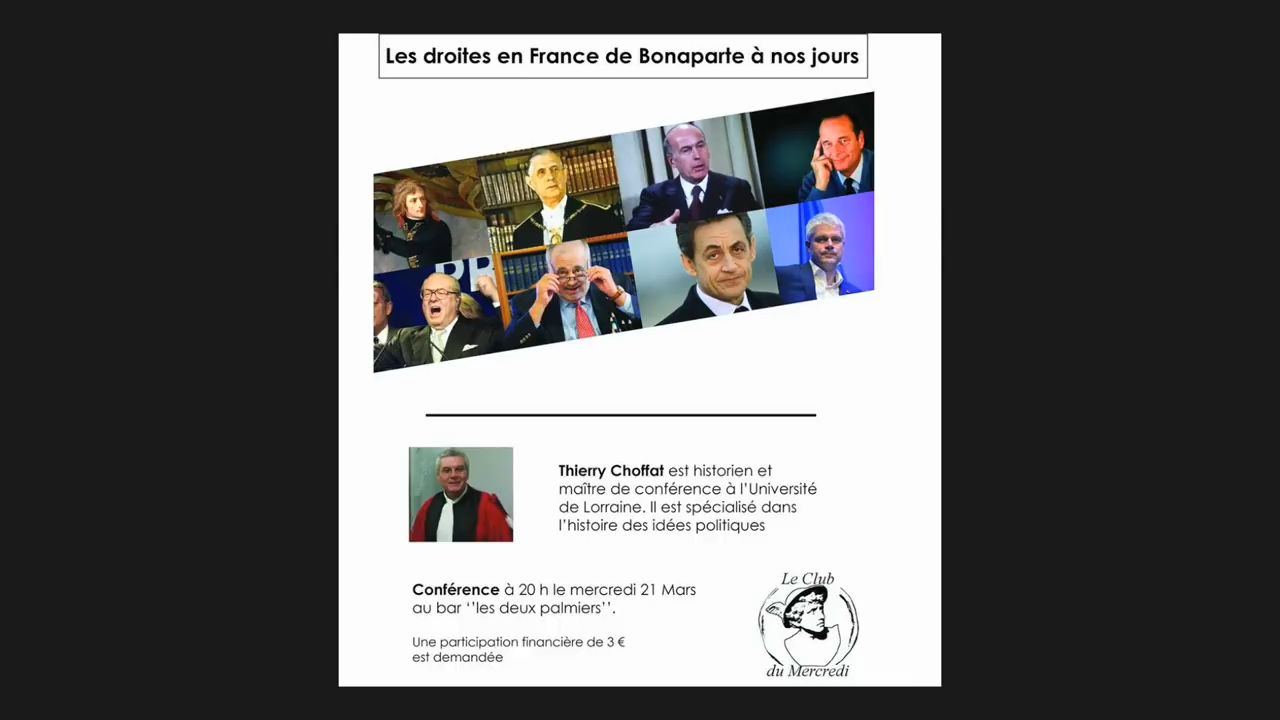 Les droites en France de Bonaparte à nos jours
PR
Thierry Choffat est historien et
maître de conférence à l'Université
de Lorraine. Il est spécialisé dans
l'histoire des idées politiques
Conférence à 20 h le mercredi 21 Mars
au bar ‘’les deux palmiers’’.
Une participation financière de 3 €
est demandée
Le Club
du Mercredi